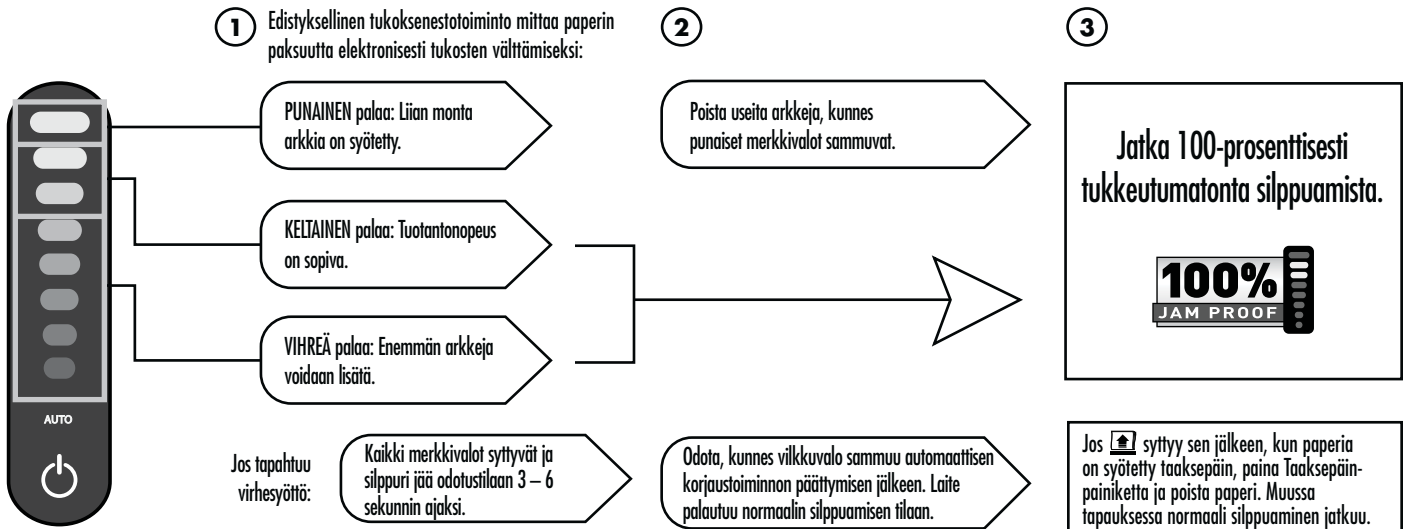 1
Edistyksellinen tukoksenestotoiminto mittaa paperin
paksuutta elektronisesti tukosten välttämiseksi:
PUNAINEN palaa: Liian monta
arkkia on syötetty.
KELTAINEN palaa: Tuotantonopeus
on sopiva.
VIHREÄ palaa: Enemmän arkkeja
voidaan lisätä.
2
Poista useita arkkeja, kunnes
punaiset merkkivalot sammuvat.
3
Jatka 100-prosenttisesti
tukkeutumatonta silppuamista.
100%
JAM PROOF
AUTO
Jos tapahtuu
virhesyöttö:
Kaikki merkkivalot syttyvät ja
silppuri jää odotustilaan 3 – 6
sekunnin ajaksi.
Odota, kunnes vilkkuvalo sammuu automaattisen
korjaustoiminnon päättymisen jälkeen. Laite
palautuu normaalin silppuamisen tilaan.
Jos syttyy sen jälkeen, kun paperia
on syötetty taaksepäin, paina Taaksepäin-
painiketta ja poista paperi. Muussa
tapauksessa normaali silppuaminen jatkuu.